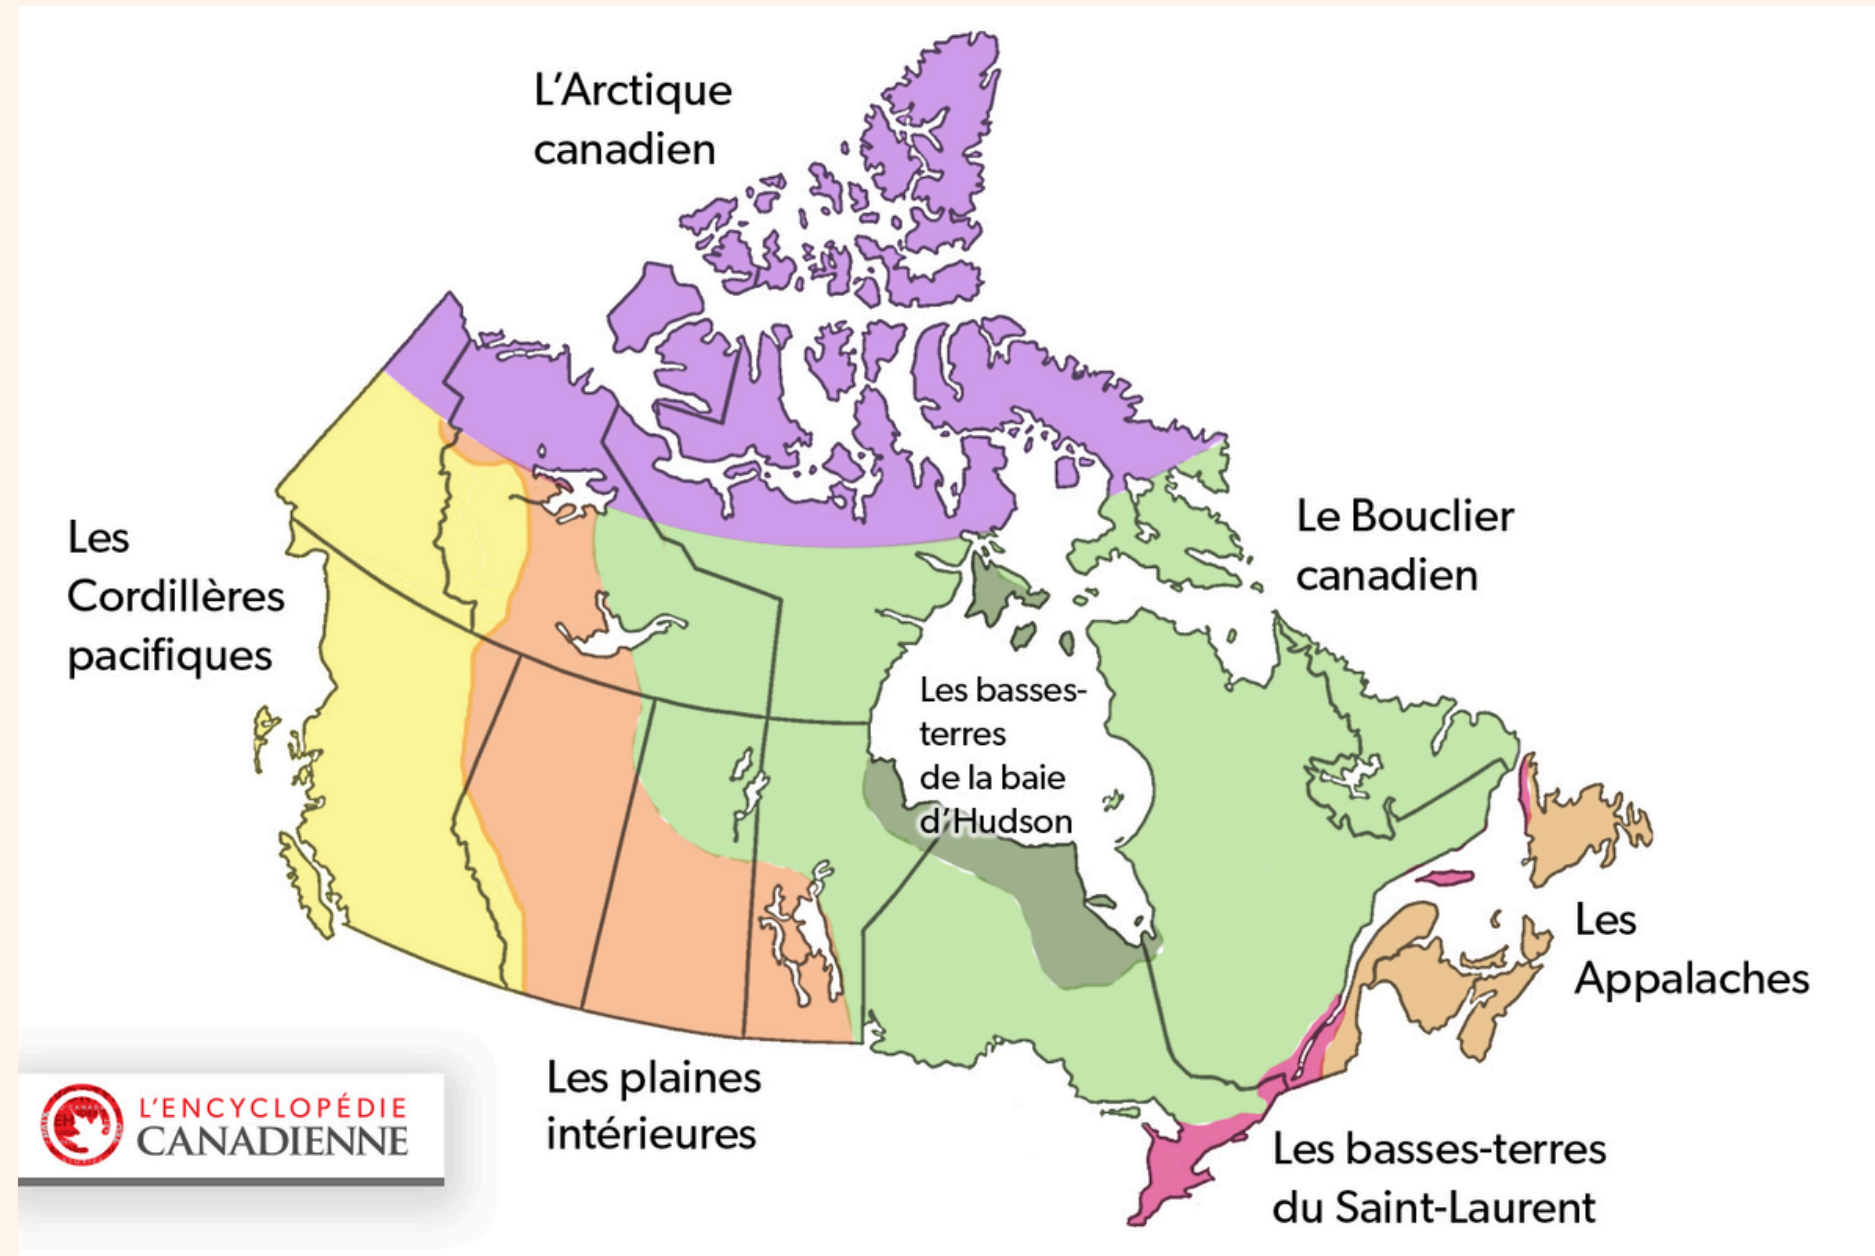 L'Arctique
canadien
Le Bouclier
canadien
Les
Cordillères
pacifiques
Les basses-
terres
de la baie
d'Hudson
Les
Appalaches
Les plaines
intérieures
Les basses-terres
du Saint-Laurent
L'ENCYCLOPÉDIE
CANADIENNE